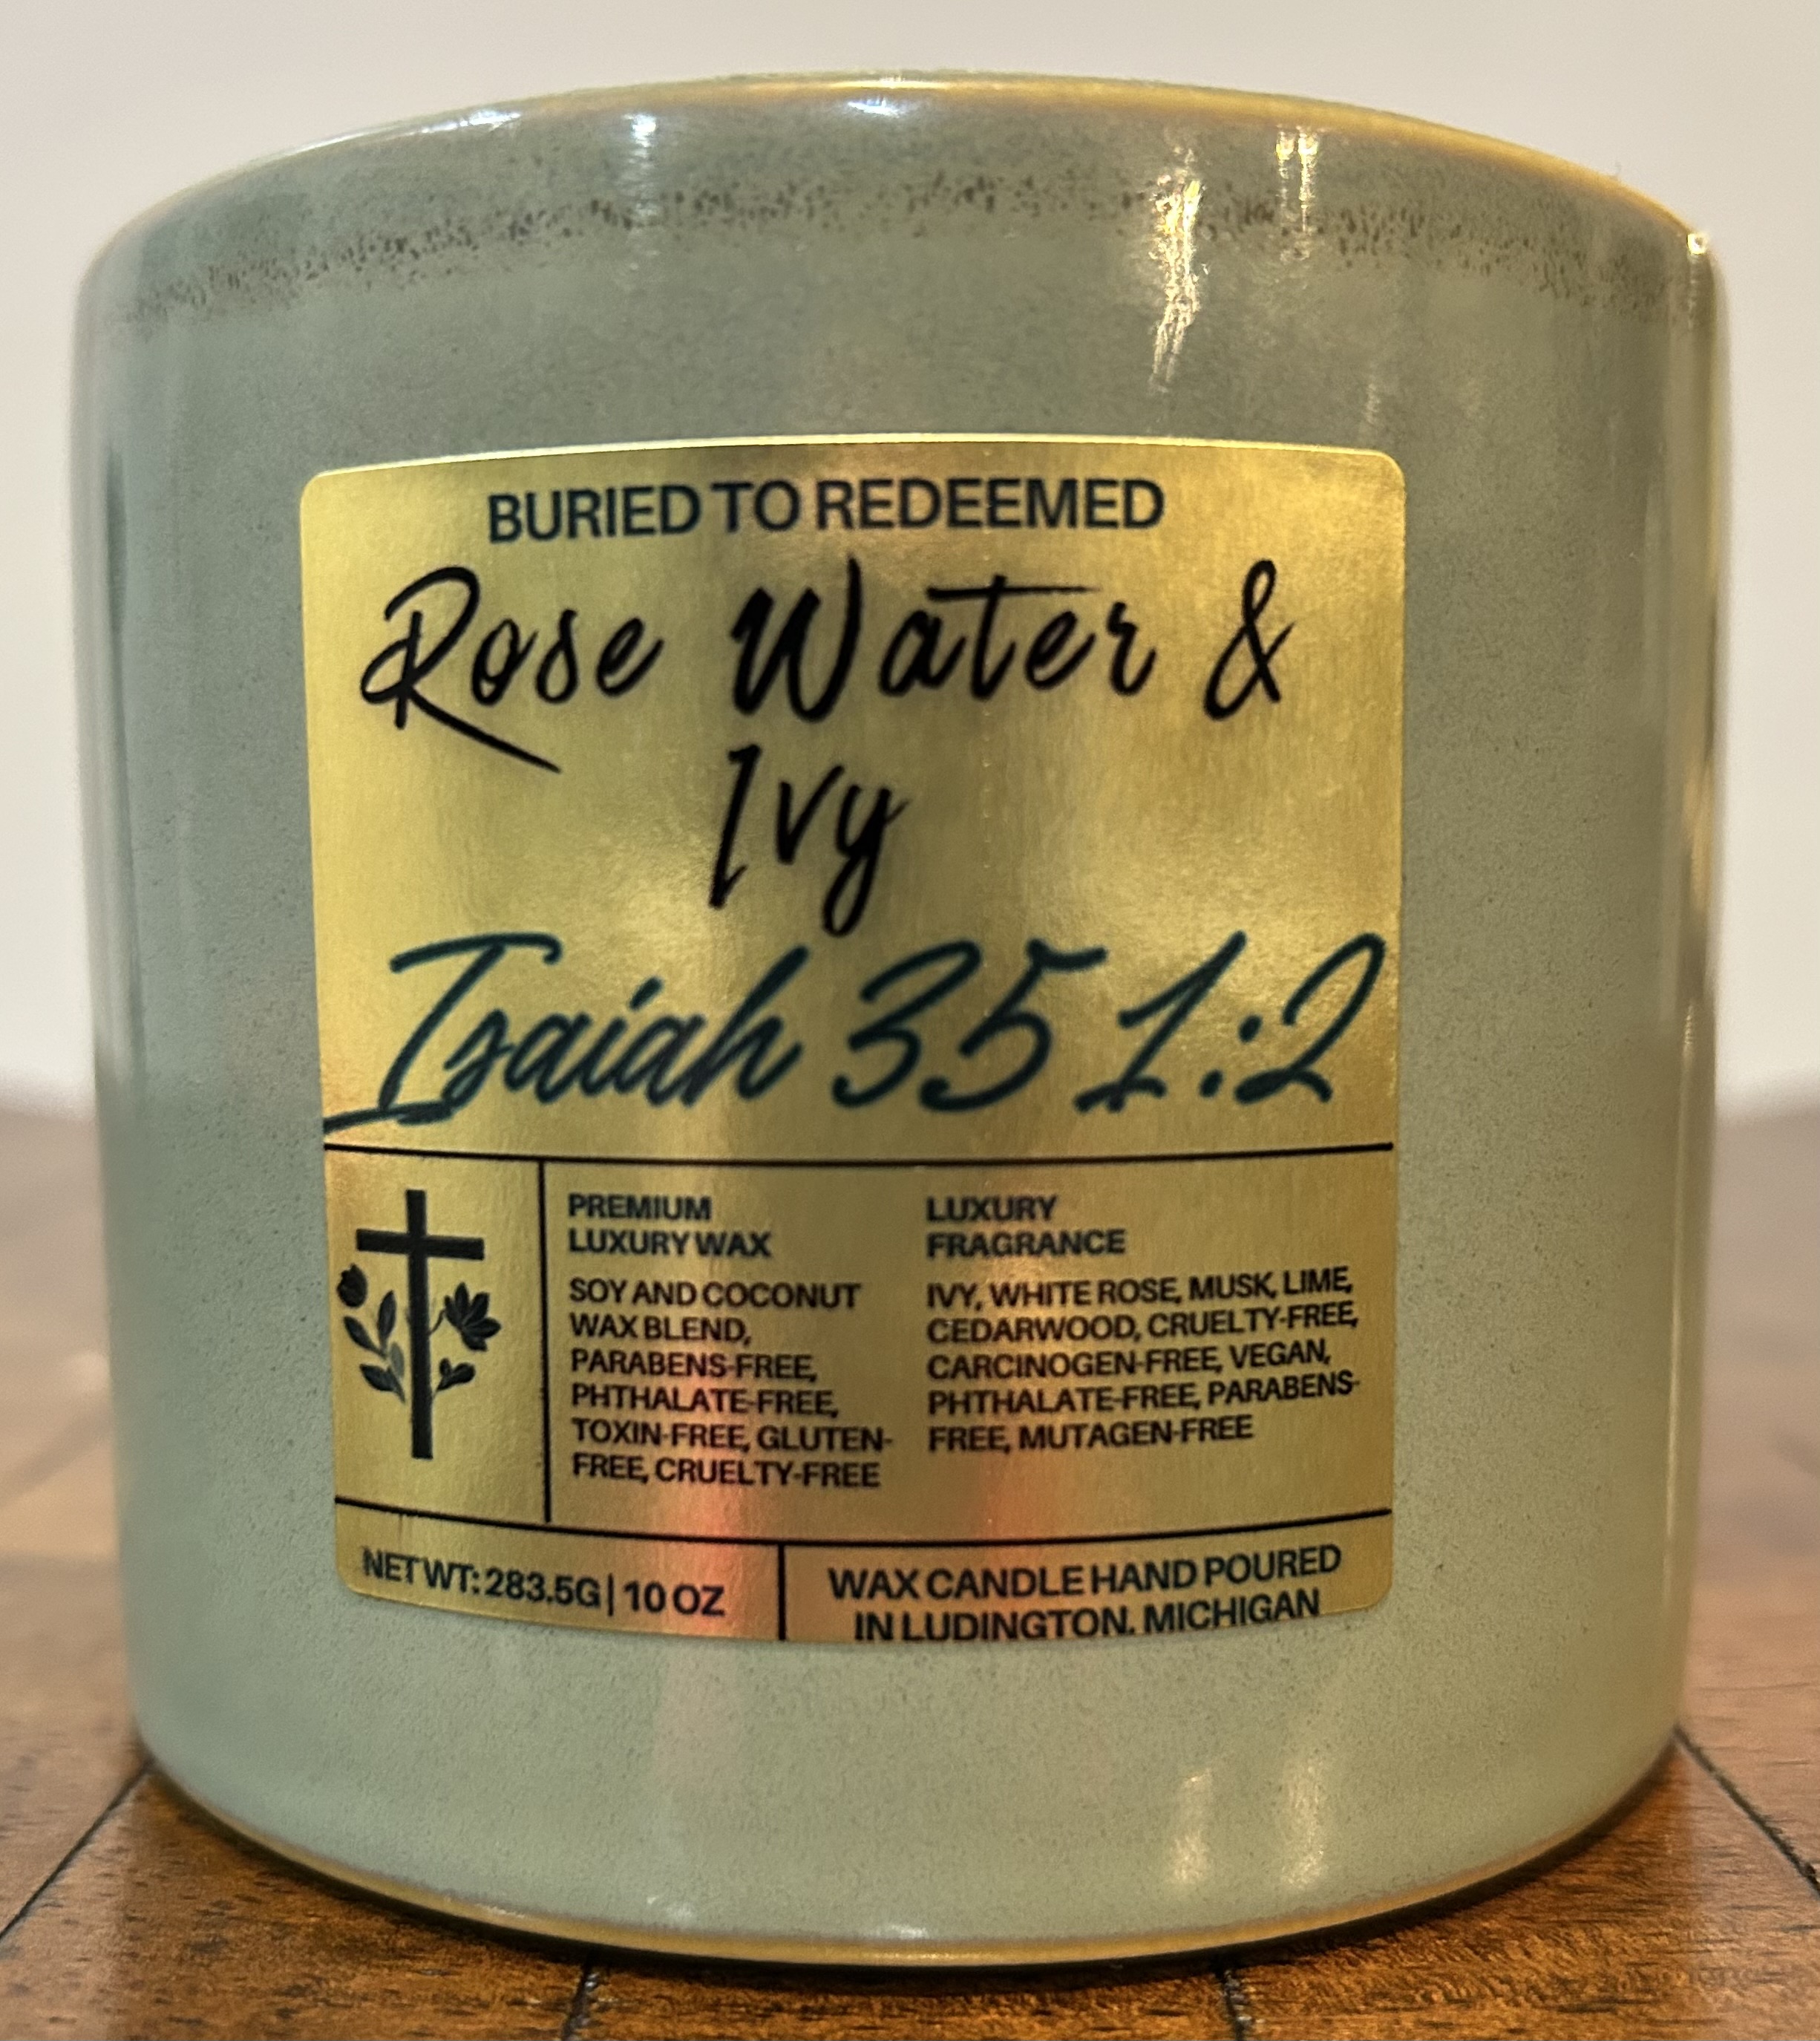 BURIED TO REDEEMED
Rose Water &
Ivy
Isaiah 35 1:2
PREMIUM
LUXURY WAX
SOY AND COCONUT
WAX BLEND,
PARABENS-FREE,
PHTHALATE-FREE,
TOXIN-FREE, GLUTEN-
FREE, CRUELTY-FREE
LUXURY
FRAGRANCE
IVY, WHITE ROSE, MUSK, LIME,
CEDARWOOD, CRUELTY-FREE,
CARCINOGEN-FREE, VEGAN,
PHTHALATE-FREE, PARABENS-
FREE, MUTAGEN-FREE
NET WT: 283.5G | 10 OZ
WAX CANDLE HAND POURED
IN LUDINGTON, MICHIGAN